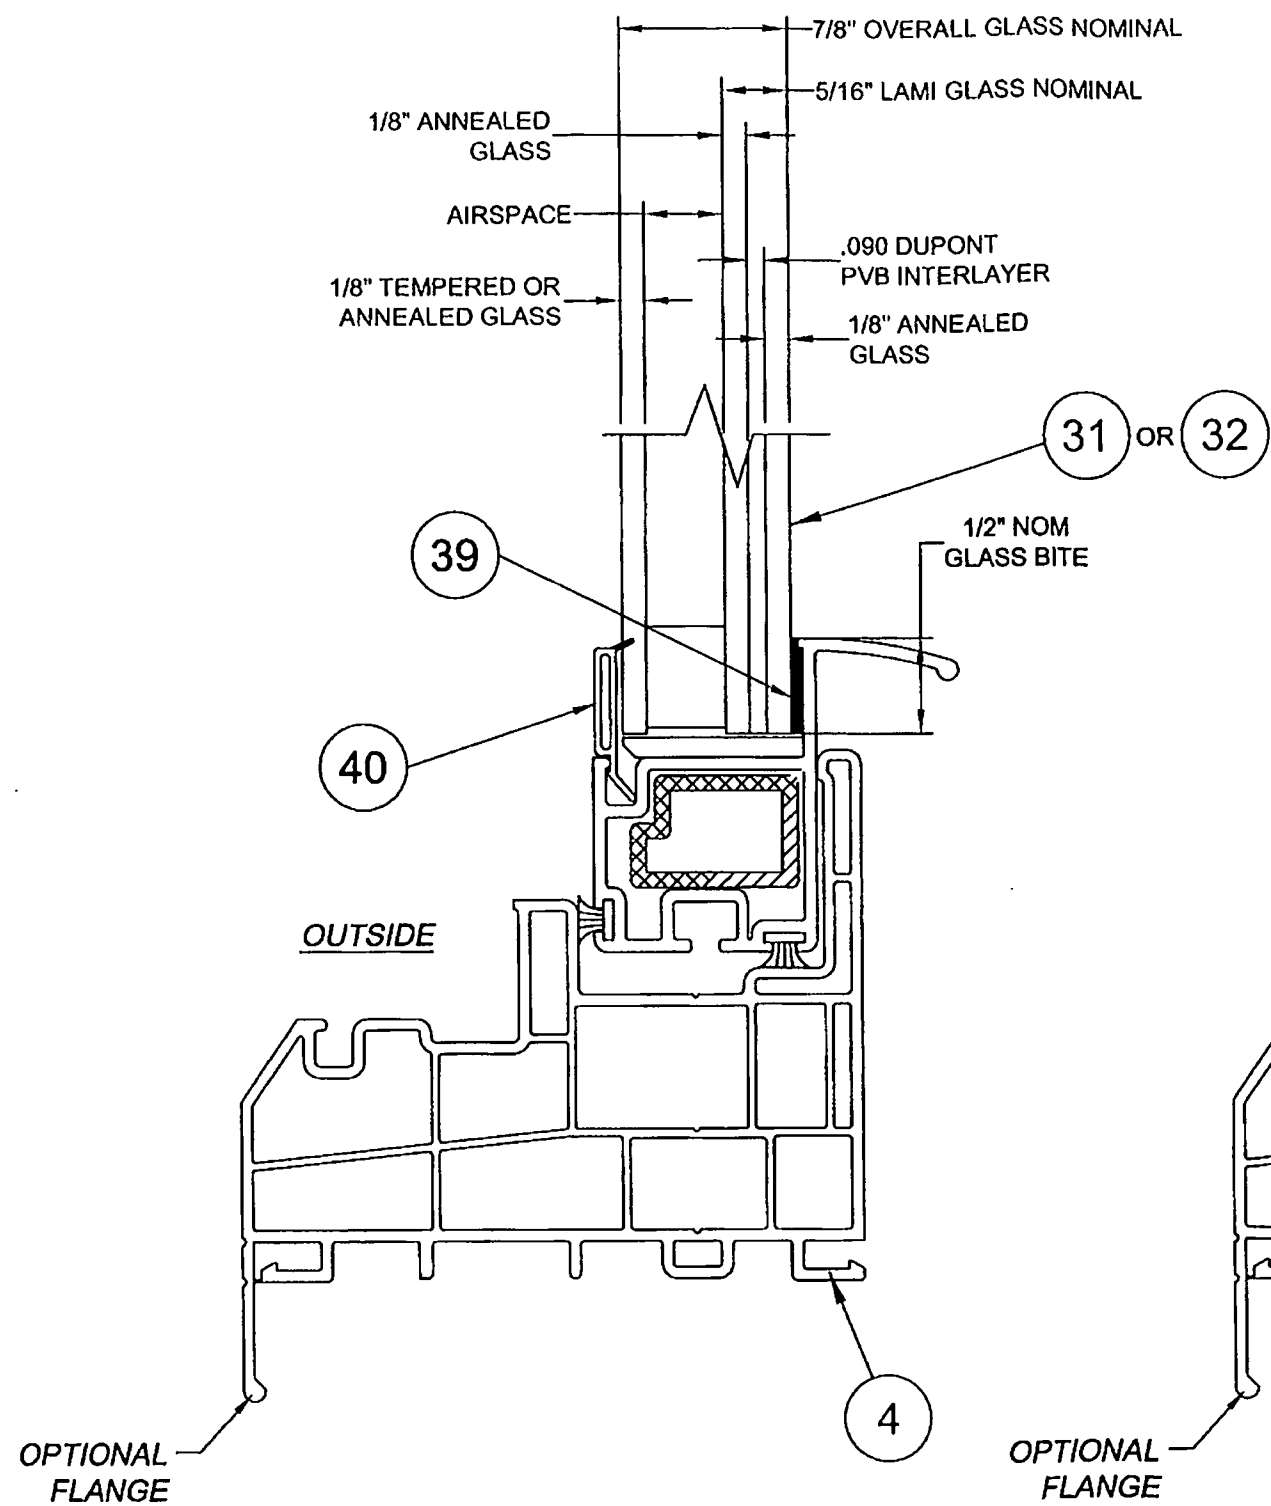 7/8" OVERALL GLASS NOMINAL
5/16" LAMI GLASS NOMINAL
1/8" ANNEALED
GLASS
AIRSPACE
.090 DUPONT
PVB INTERLAYER
1/8" TEMPERED OR
ANNEALED GLASS
1/8" ANNEALED
GLASS
31 OR 32
1/2" NOM
GLASS BITE
39
40
OUTSIDE
4
OPTIONAL
FLANGE
OPTIONAL
FLANGE